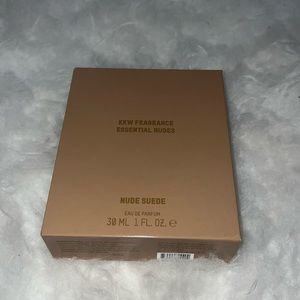 KKW FRAGRANCE
ESSENTIAL NUDES
NUDE SUEDE
EAU DE PARFUM
30 ML 1 FL. OZ. ℮